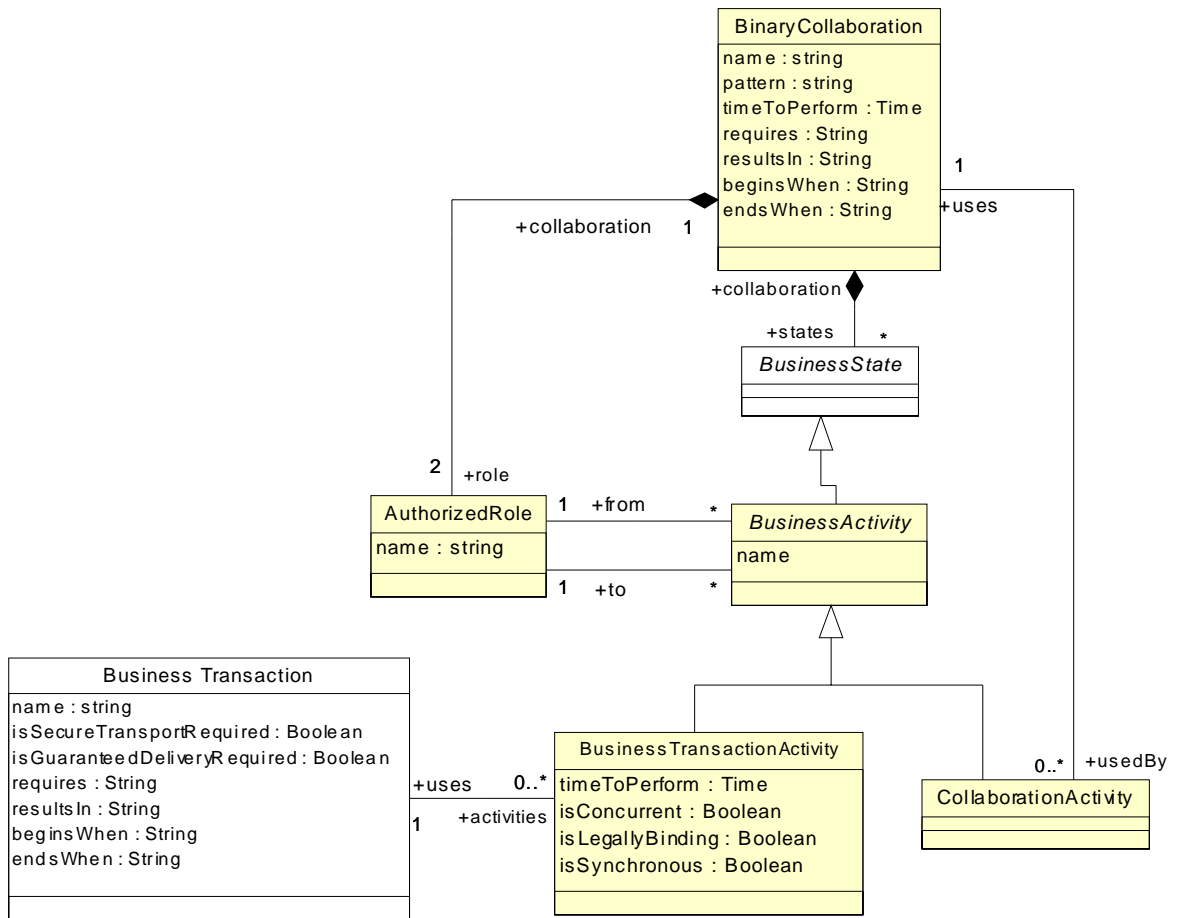 BinaryCollaboration
name : string
pattern : string
timeToPerform : Time
requires : String
resultsIn : String
beginsWhen : String
endsWhen : String
1
+uses
+collaboration
1
+collaboration
+states
*
BusinessState
2
+role
AuthorizedRole
name : string
1
+from
*
1
+to
*
BusinessActivity
name
Business Transaction
name : string
isSecureTransportRequired : Boolean
isGuaranteedDeliveryRequired : Boolean
requires : String
resultsIn : String
beginsWhen : String
endsWhen : String
+uses
1
0..*
+activities
BusinessTransactionActivity
timeToPerform : Time
isConcurrent : Boolean
isLegallyBinding : Boolean
isSynchronous : Boolean
0..*
+usedBy
CollaborationActivity